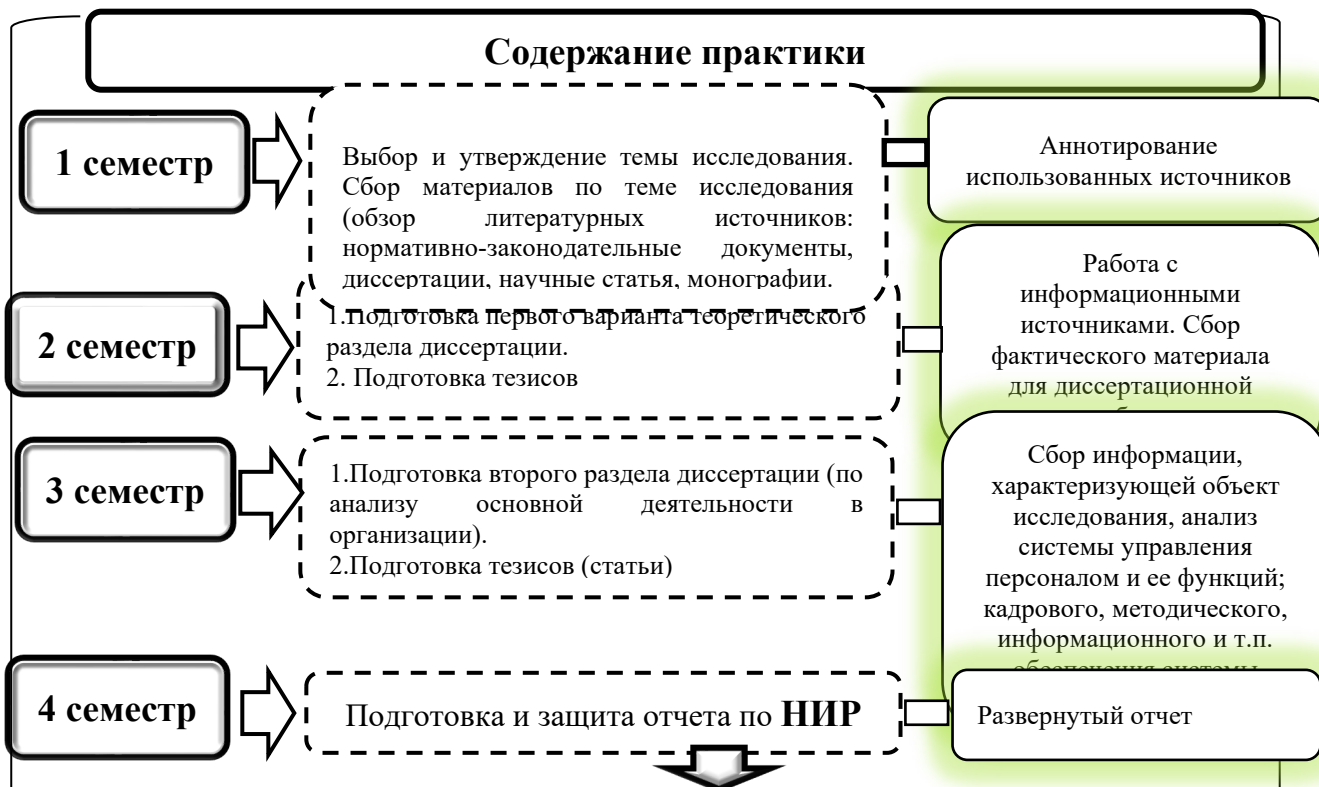 Содержание практики
1 семестр
Выбор и утверждение темы исследования.
Сбор материалов по теме исследования
(обзор литературных источников:
нормативно-законодательные документы,
диссертации, научные статья, монографии.
Аннотирование
использованных источников
2 семестр
1.Подготовка первого варианта теоретического
раздела диссертации.
2. Подготовка тезисов
Работа с
информационными
источниками. Сбор
фактического материала
для диссертационной
3 семестр
1.Подготовка второго раздела диссертации (по
анализу основной деятельности в
организации).
2.Подготовка тезисов (статьи)
Сбор информации,
характеризующей объект
исследования, анализ
системы управления
персоналом и ее функций;
кадрового, методического,
информационного и т.п.
обеспечения системы
4 семестр
Подготовка и защита отчета по НИР
Развернутый отчет